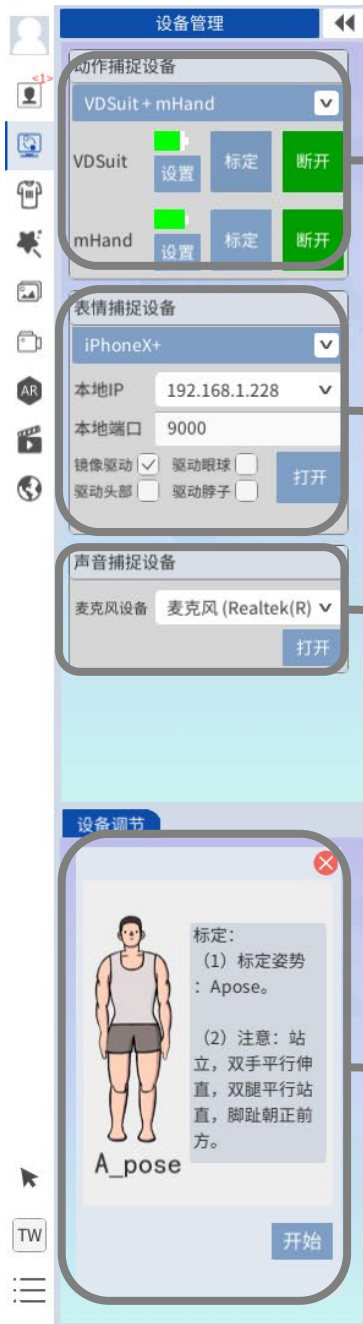 设备管理
<1>
动作捕捉设备
VDSuit + mHand
VDSuit 设置 标定 断开
mHand 设置 标定 断开
表情捕捉设备
iPhoneX+
本地IP 192.168.1.228
本地端口 9000
镜像驱动 驱动眼球
驱动头部 驱动脖子
打开
声音捕捉设备
麦克风设备 麦克风 (Realtek(R)
打开
AR
设备调节
标定：
（1）标定姿势
：Apose。
（2）注意：站
立，双手平行伸
直，双腿平行站
直，脚趾朝正前
方。
A_pose
TW
开始